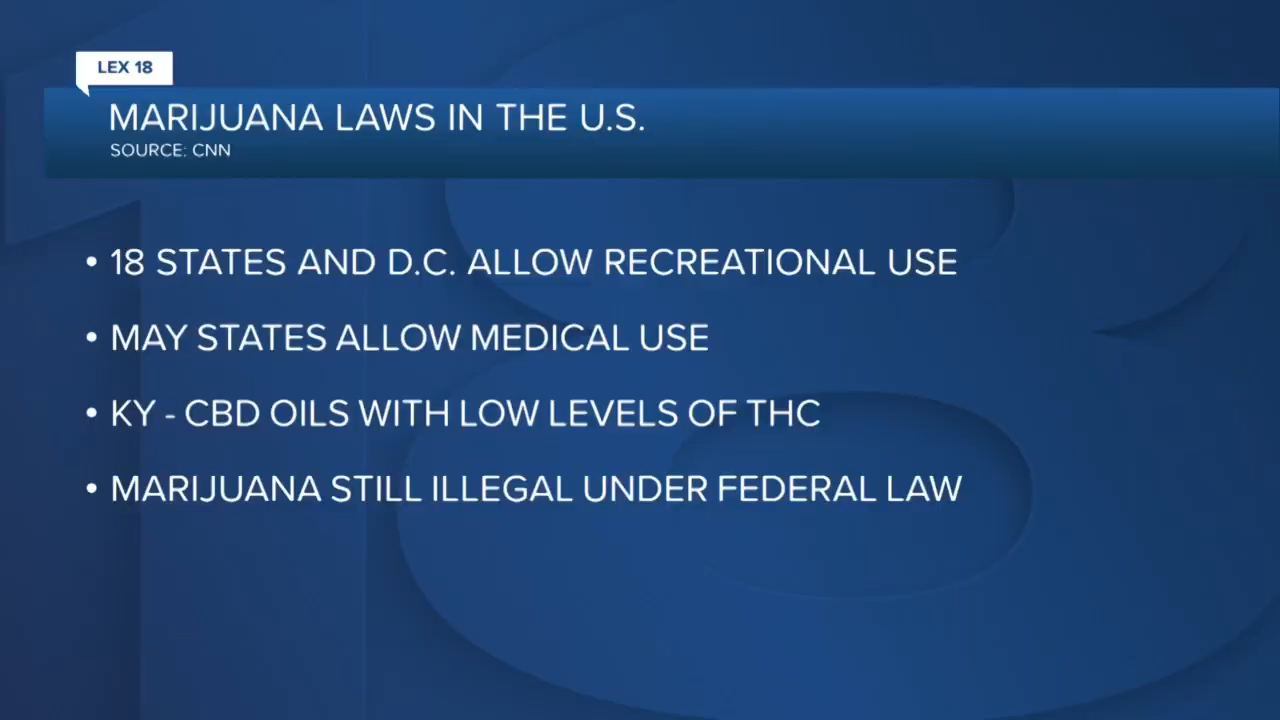 LEX 18
MARIJUANA LAWS IN THE U.S.
SOURCE: CNN
• 18 STATES AND D.C. ALLOW RECREATIONAL USE
• MAY STATES ALLOW MEDICAL USE
• KY - CBD OILS WITH LOW LEVELS OF THC
• MARIJUANA STILL ILLEGAL UNDER FEDERAL LAW